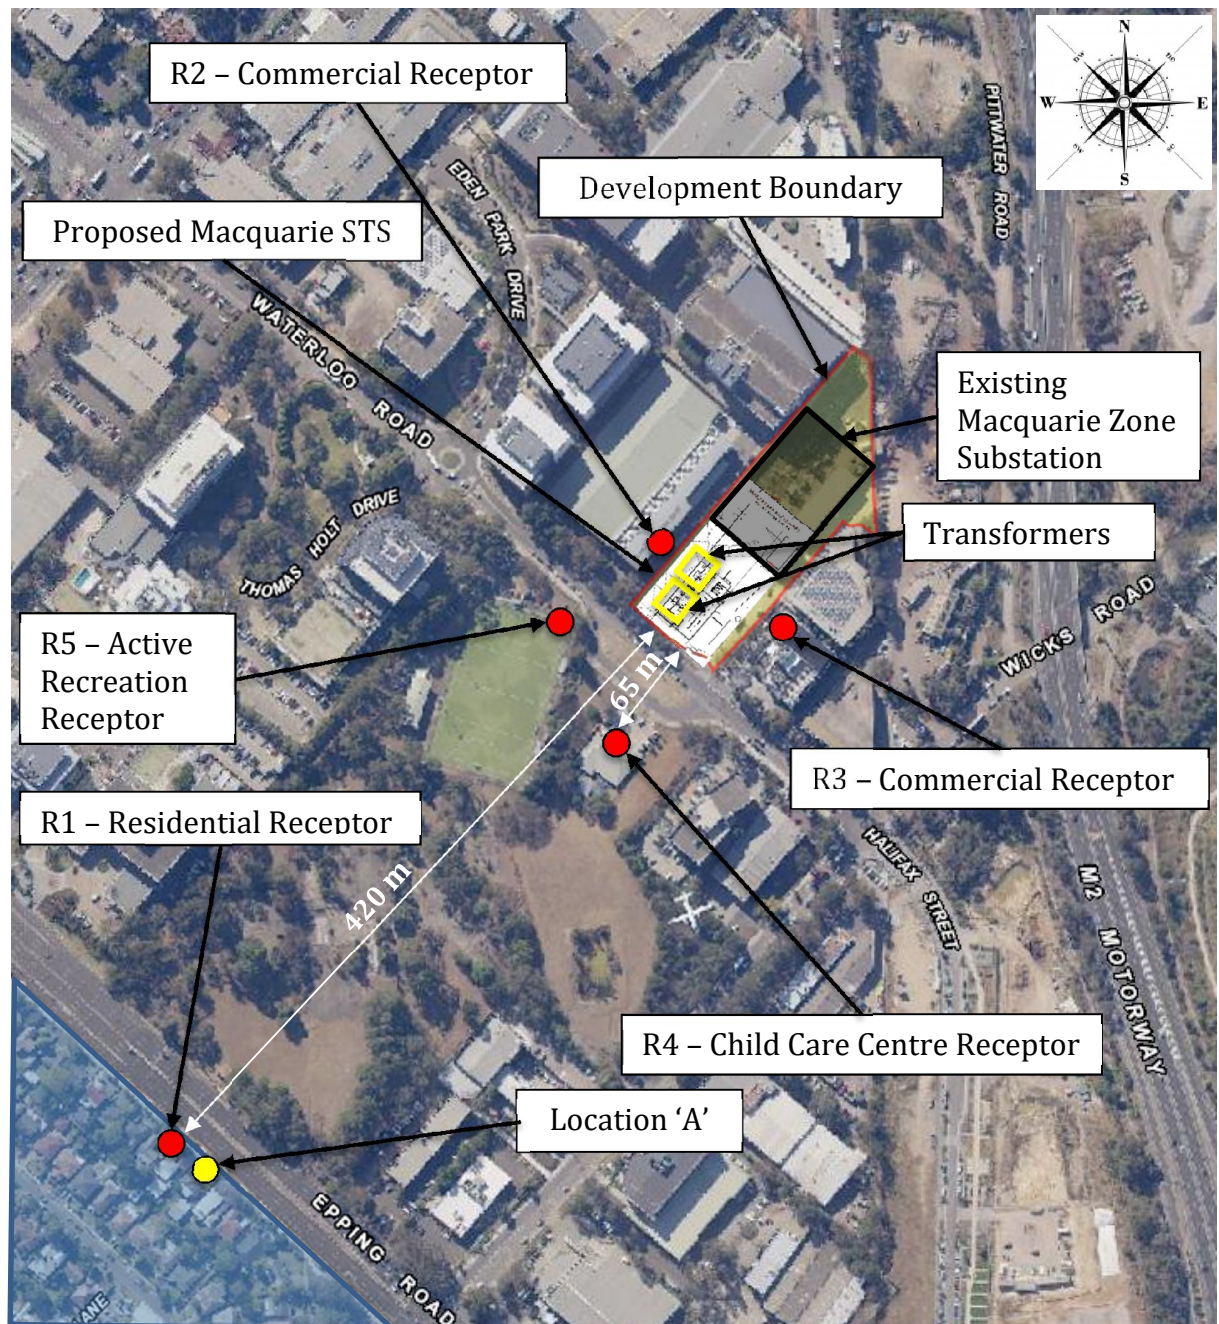 R2 – Commercial Receptor
N
W
E
S
PITTWATER ROAD
EDEN PARK DRIVE
Development Boundary
Proposed Macquarie STS
WATERLOO ROAD
Existing
Macquarie Zone
Substation
THOMAS HOLT DRIVE
Transformers
WICKS ROAD
R5 – Active
Recreation
Receptor
65 m
R3 – Commercial Receptor
R1 – Residential Receptor
HALIFAX STREET
420 m
M2 MOTORWAY
R4 – Child Care Centre Receptor
Location ‘A’
EPPING ROAD
ANE